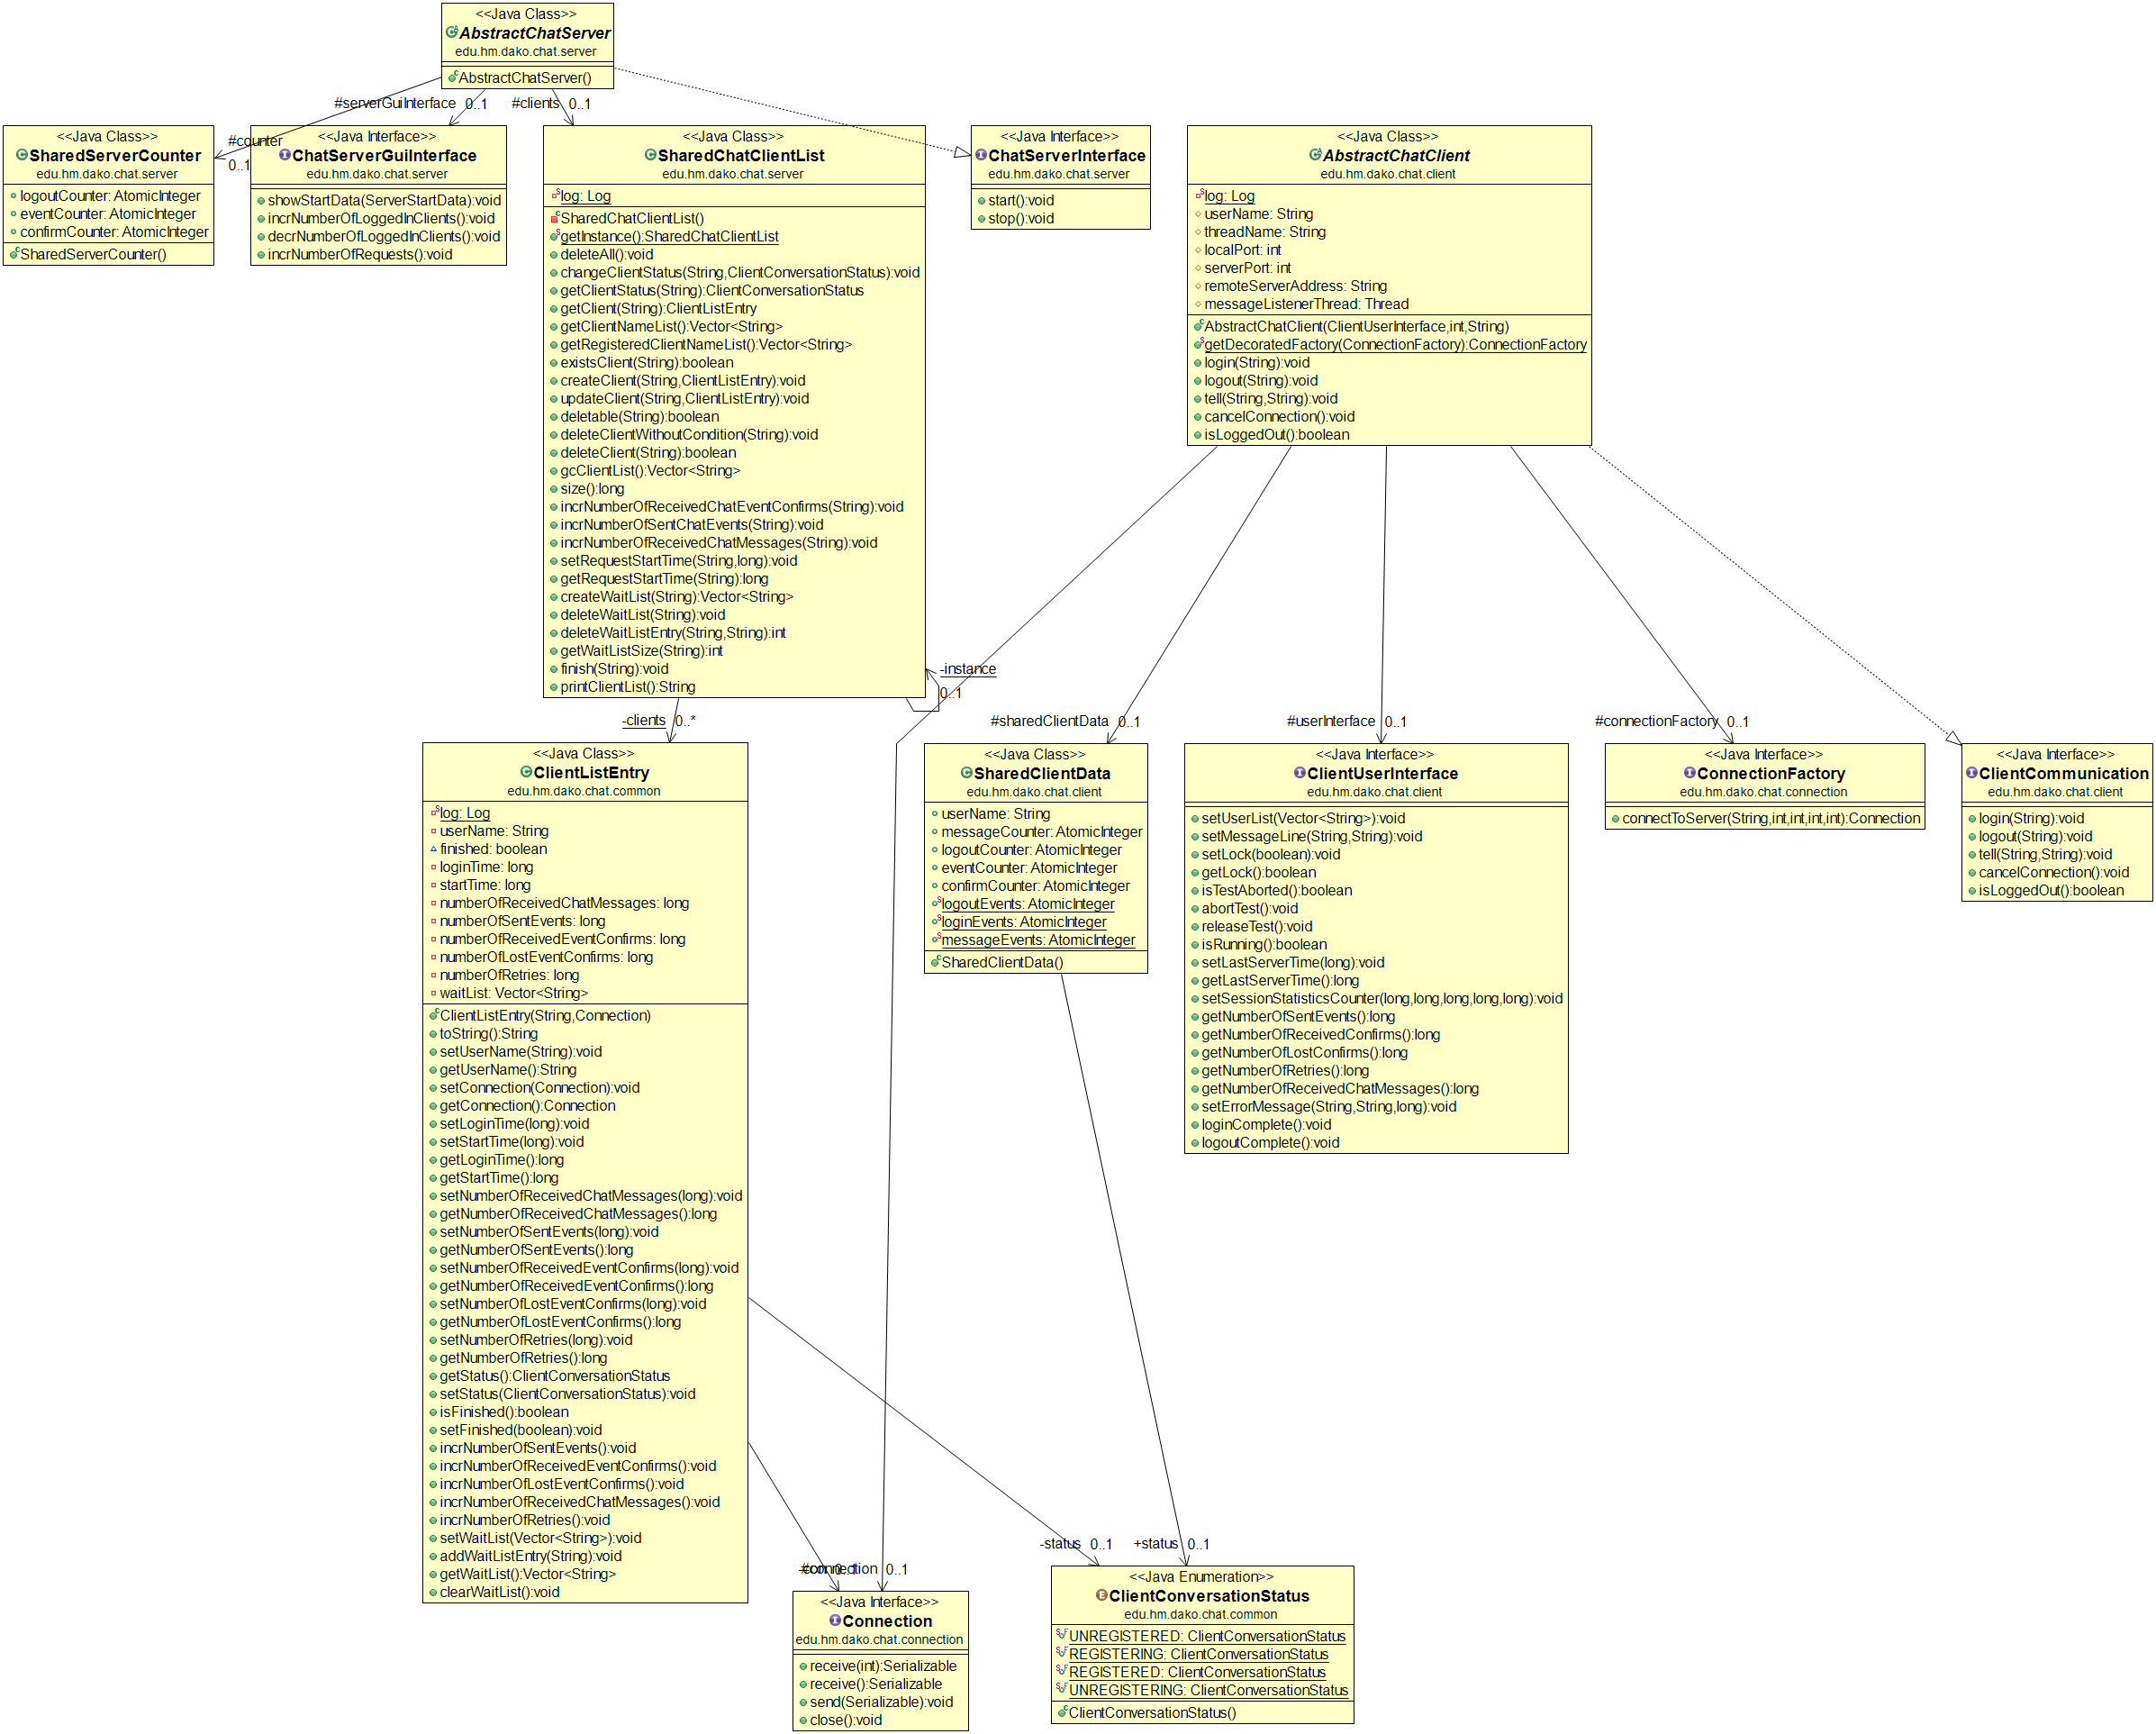 <<Java Class>>
AbstractChatServer
edu.hm.dako.chat.server
AbstractChatServer()
#serverGuiInterface 0..1
#clients 0..1
#counter
0..1
<<Java Class>>
SharedServerCounter
edu.hm.dako.chat.server
logoutCounter: AtomicInteger
eventCounter: AtomicInteger
confirmCounter: AtomicInteger
SharedServerCounter()
<<Java Interface>>
ChatServerGuiInterface
edu.hm.dako.chat.server
showStartData(ServerStartData):void
incrNumberOfLoggedInClients():void
decrNumberOfLoggedInClients():void
incrNumberOfRequests():void
<<Java Class>>
SharedChatClientList
edu.hm.dako.chat.server
log: Log
SharedChatClientList()
getInstance():SharedChatClientList
deleteAll():void
changeClientStatus(String,ClientConversationStatus):void
getClientStatus(String):ClientConversationStatus
getClient(String):ClientListEntry
getClientNameList():Vector<String>
getRegisteredClientNameList():Vector<String>
existsClient(String):boolean
createClient(String,ClientListEntry):void
updateClient(String,ClientListEntry):void
deletable(String):boolean
deleteClientWithoutCondition(String):void
deleteClient(String):boolean
gcClientList():Vector<String>
size():long
incrNumberOfReceivedChatEventConfirms(String):void
incrNumberOfSentChatEvents(String):void
incrNumberOfReceivedChatMessages(String):void
setRequestStartTime(String,long):void
getRequestStartTime(String):long
createWaitList(String):Vector<String>
deleteWaitList(String):void
deleteWaitListEntry(String,String):int
getWaitListSize(String):int
finish(String):void
printClientList():String
-instance
0..1
-clients 0..*
<<Java Interface>>
ChatServerInterface
edu.hm.dako.chat.server
start():void
stop():void
<<Java Class>>
AbstractChatClient
edu.hm.dako.chat.client
log: Log
userName: String
threadName: String
localPort: int
serverPort: int
remoteServerAddress: String
messageListenerThread: Thread
AbstractChatClient(ClientUserInterface,int,String)
getDecoratedFactory(ConnectionFactory):ConnectionFactory
login(String):void
logout(String):void
tell(String,String):void
cancelConnection():void
isLoggedOut():boolean
#sharedClientData 0..1
#userInterface 0..1
#connectionFactory 0..1
<<Java Class>>
ClientListEntry
edu.hm.dako.chat.common
log: Log
userName: String
finished: boolean
loginTime: long
startTime: long
numberOfReceivedChatMessages: long
numberOfSentEvents: long
numberOfReceivedEventConfirms: long
numberOfLostEventConfirms: long
numberOfRetries: long
waitList: Vector<String>
ClientListEntry(String,Connection)
toString():String
setUserName(String):void
getUserName():String
setConnection(Connection):void
getConnection():Connection
setLoginTime(long):void
setStartTime(long):void
getLoginTime():long
getStartTime():long
setNumberOfReceivedChatMessages(long):void
getNumberOfReceivedChatMessages():long
setNumberOfSentEvents(long):void
getNumberOfSentEvents():long
setNumberOfReceivedEventConfirms(long):void
getNumberOfReceivedEventConfirms():long
setNumberOfLostEventConfirms(long):void
getNumberOfLostEventConfirms():long
setNumberOfRetries(long):void
getNumberOfRetries():long
getStatus():ClientConversationStatus
setStatus(ClientConversationStatus):void
isFinished():boolean
setFinished(boolean):void
incrNumberOfSentEvents():void
incrNumberOfReceivedEventConfirms():void
incrNumberOfLostEventConfirms():void
incrNumberOfReceivedChatMessages():void
incrNumberOfRetries():void
setWaitList(Vector<String>):void
addWaitListEntry(String):void
getWaitList():Vector<String>
clearWaitList():void
<<Java Class>>
SharedClientData
edu.hm.dako.chat.client
userName: String
messageCounter: AtomicInteger
logoutCounter: AtomicInteger
eventCounter: AtomicInteger
confirmCounter: AtomicInteger
logoutEvents: AtomicInteger
loginEvents: AtomicInteger
messageEvents: AtomicInteger
SharedClientData()
<<Java Interface>>
ClientUserInterface
edu.hm.dako.chat.client
setUserList(Vector<String>):void
setMessageLine(String,String):void
setLock(boolean):void
getLock():boolean
isTestAborted():boolean
abortTest():void
releaseTest():void
isRunning():boolean
setLastServerTime(long):void
getLastServerTime():long
setSessionStatisticsCounter(long,long,long,long,long):void
getNumberOfSentEvents():long
getNumberOfReceivedConfirms():long
getNumberOfLostConfirms():long
getNumberOfRetries():long
getNumberOfReceivedChatMessages():long
setErrorMessage(String,String,long):void
loginComplete():void
logoutComplete():void
<<Java Interface>>
ConnectionFactory
edu.hm.dako.chat.connection
connectToServer(String,int,int,int,int):Connection
<<Java Interface>>
ClientCommunication
edu.hm.dako.chat.client
login(String):void
logout(String):void
tell(String,String):void
cancelConnection():void
isLoggedOut():boolean
-status 0..1
+status 0..1
#connection 0..1
<<Java Interface>>
Connection
edu.hm.dako.chat.connection
receive(int):Serializable
receive():Serializable
send(Serializable):void
close():void
<<Java Enumeration>>
ClientConversationStatus
edu.hm.dako.chat.common
UNREGISTERED: ClientConversationStatus
REGISTERING: ClientConversationStatus
REGISTERED: ClientConversationStatus
UNREGISTERING: ClientConversationStatus
ClientConversationStatus()